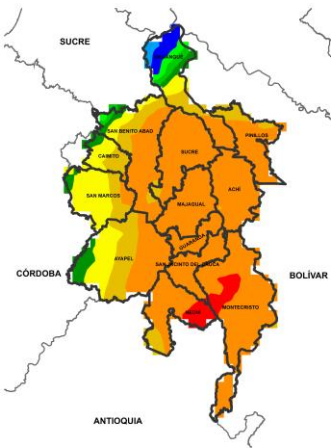 SUCRE
SAN BENITO ABAD
PINILLOS
CAIMITO
SUCRE
SAN MARCOS
ACHÍ
MAJAGUAL
GUARANDA
AYAPEL
SAN JACINTO DEL CAUCA
CÓRDOBA
BOLÍVAR
NECHÍ
MONTECRISTO
ANTIOQUIA